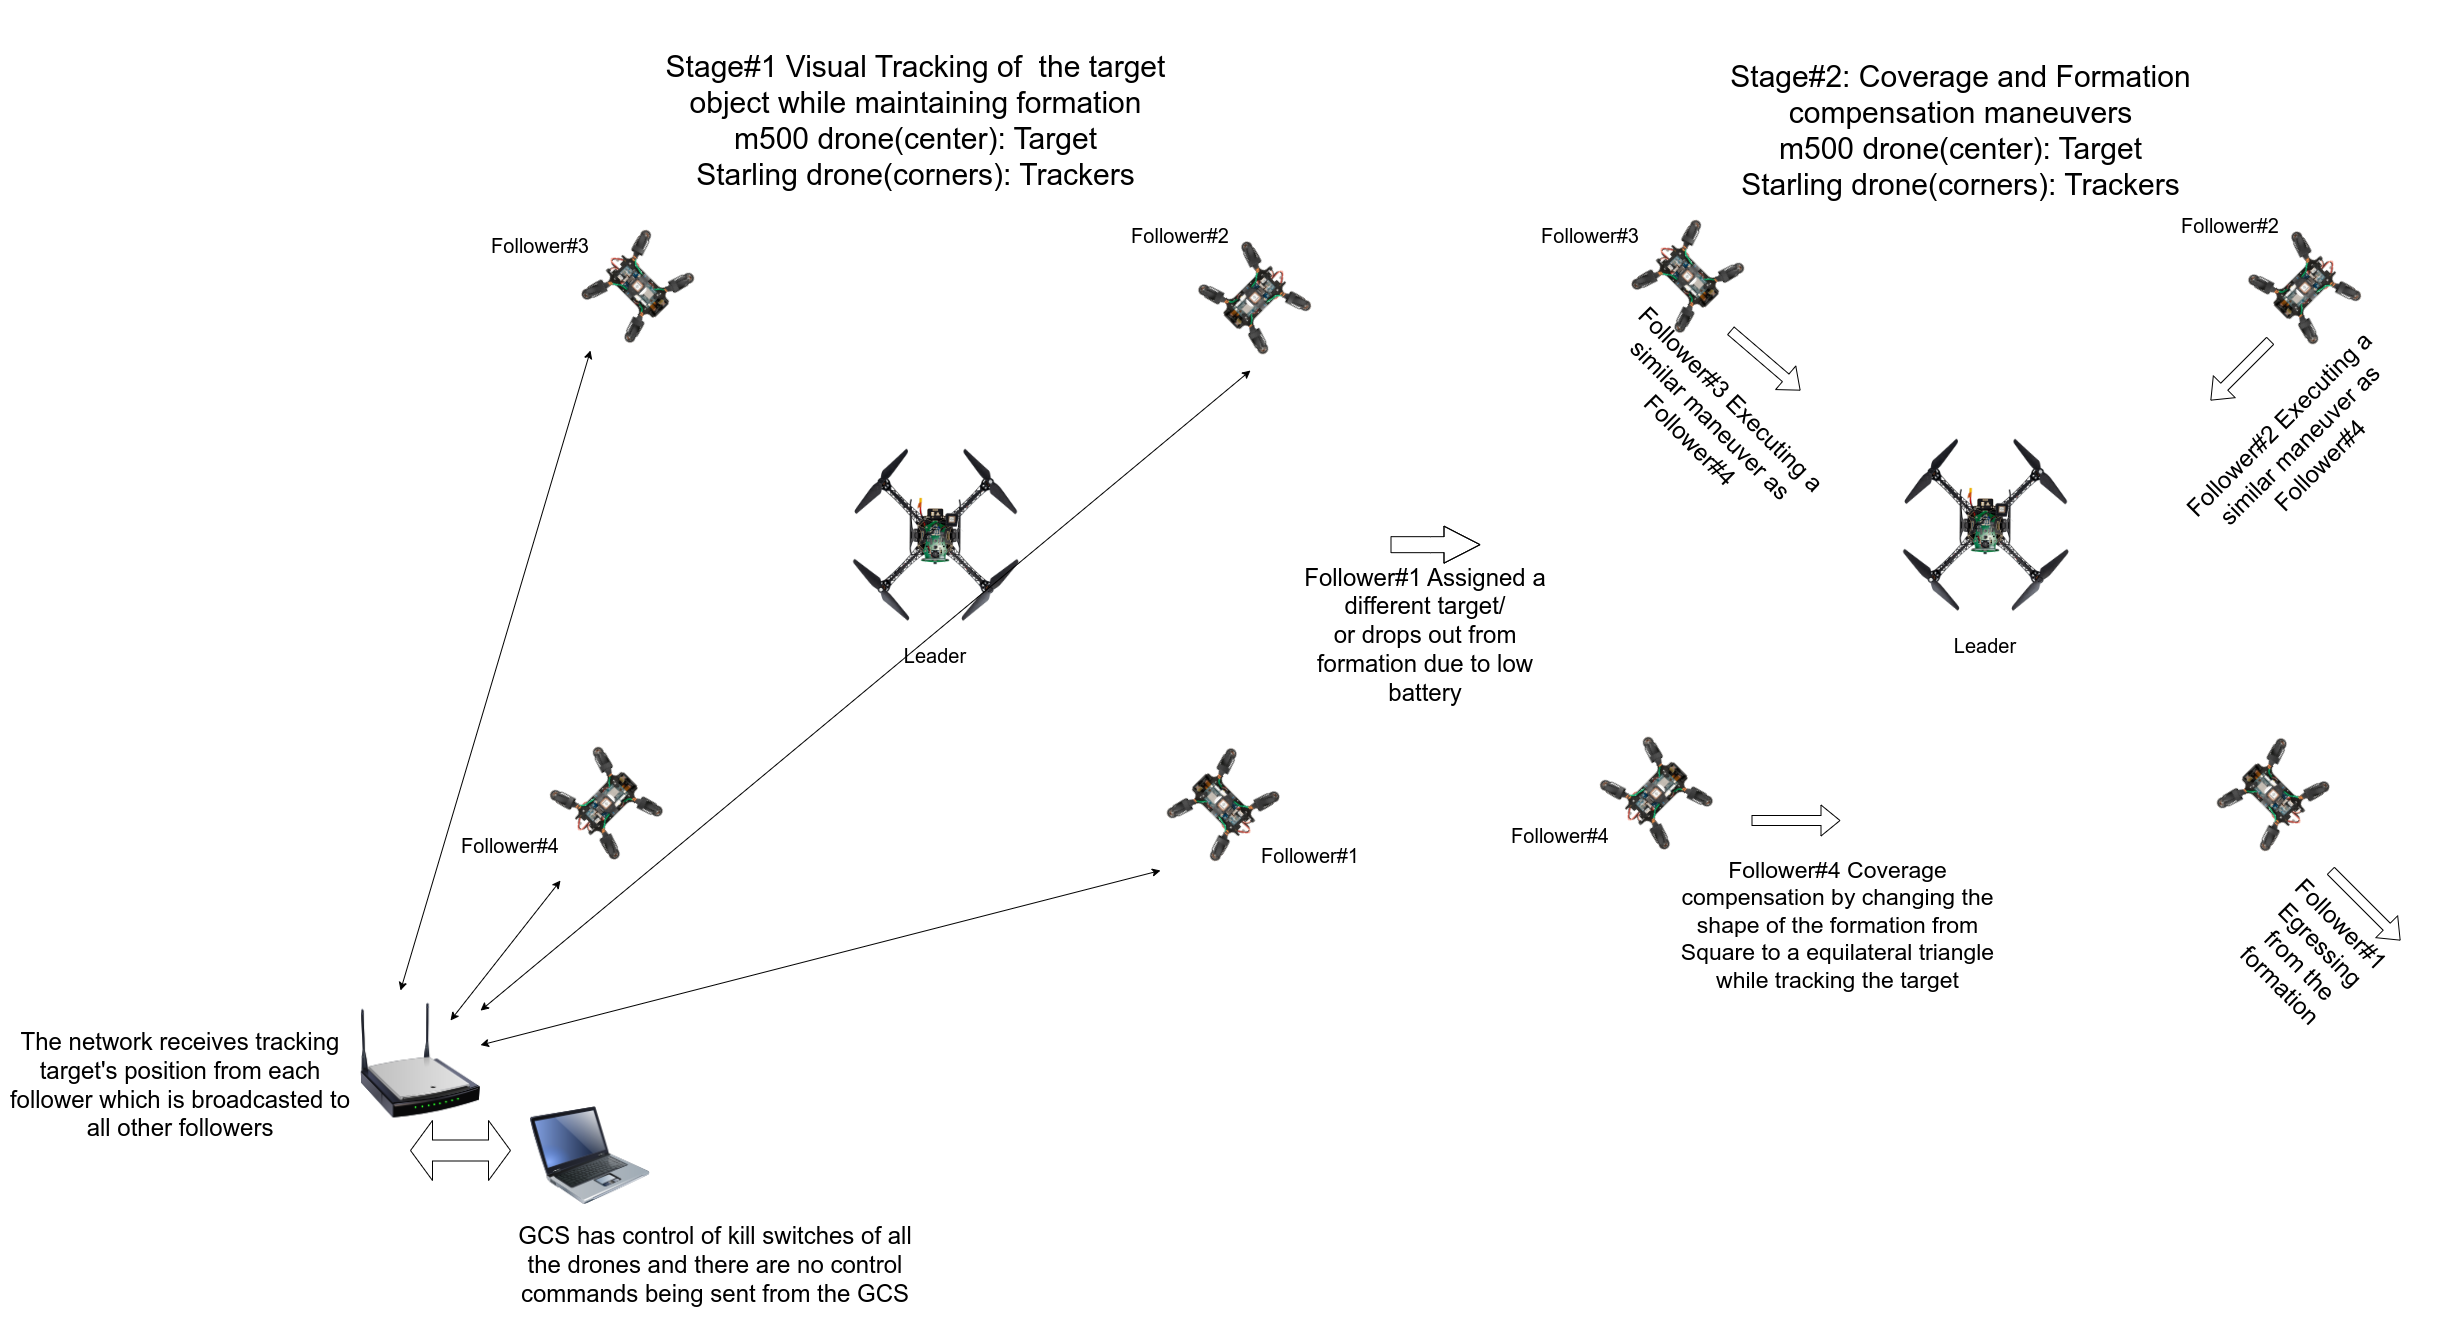 Stage#1 Visual Tracking of  the target
object while maintaining formation
m500 drone(center): Target
Starling drone(corners): Trackers
Stage#2: Coverage and Formation
compensation maneuvers
m500 drone(center): Target
Starling drone(corners): Trackers
Follower#3
Follower#2
Follower#3
Follower#2
Follower#3 Executing a
similar maneuver as
Follower#4
Follower#2 Executing a
similar maneuver as
Follower#4
Leader
Follower#1 Assigned a
different target/
or drops out from
formation due to low
battery
Leader
Follower#4
Follower#1
Follower#4
Follower#4 Coverage
compensation by changing the
shape of the formation from
Square to a equilateral triangle
while tracking the target
Follower#1
Egressing
from the
formation
The network receives tracking
target's position from each
follower which is broadcasted to
all other followers
GCS has control of kill switches of all
the drones and there are no control
commands being sent from the GCS